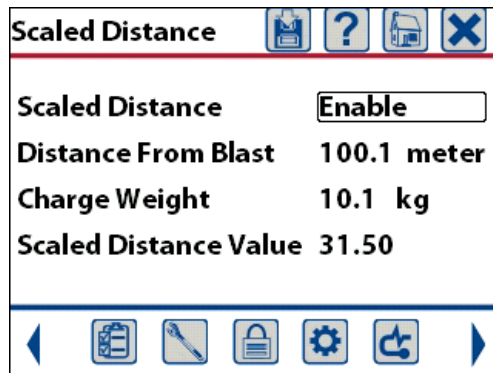 Scaled Distance
?
Scaled Distance Enable
Distance From Blast 100.1 meter
Charge Weight 10.1 kg
Scaled Distance Value 31.50